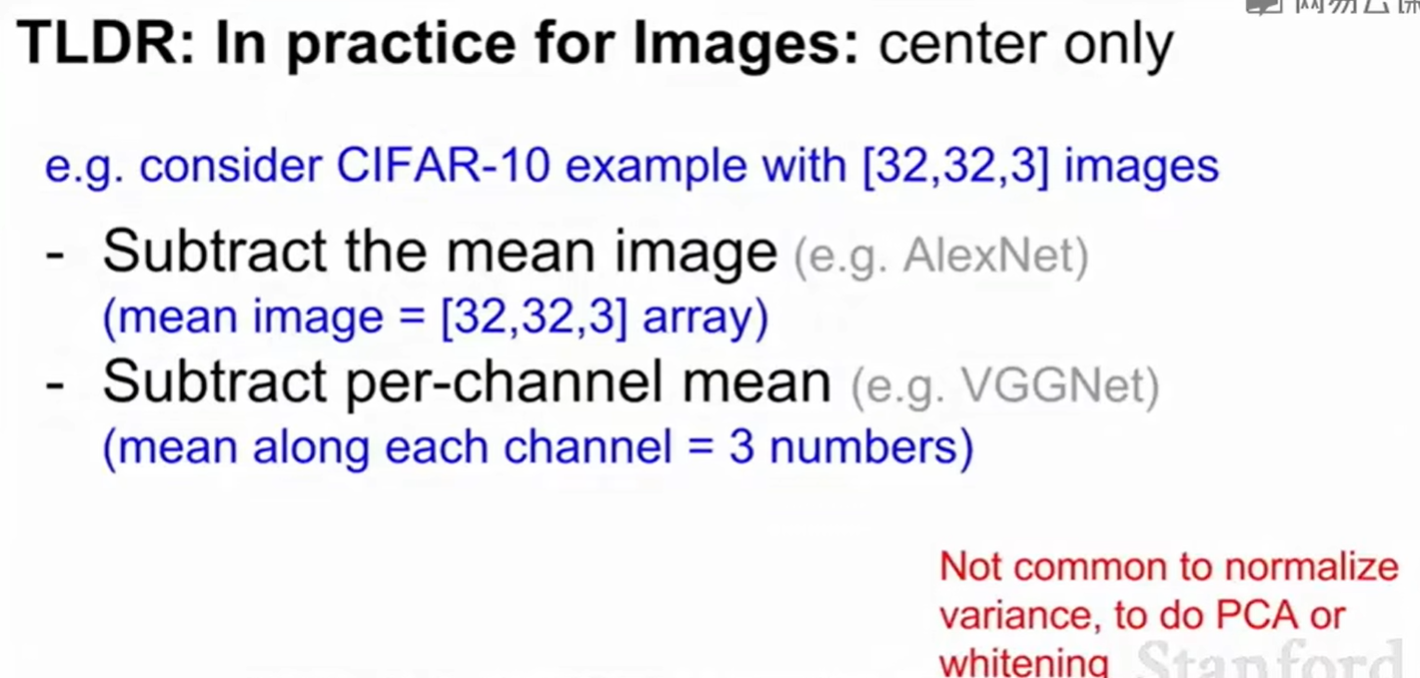 TLDR: In practice for Images: center only
e.g. consider CIFAR-10 example with [32,32,3] images
- Subtract the mean image (e.g. AlexNet)
(mean image = [32,32,3] array)
- Subtract per-channel mean (e.g. VGGNet)
(mean along each channel = 3 numbers)
Not common to normalize
variance, to do PCA or
whitening
Stanford